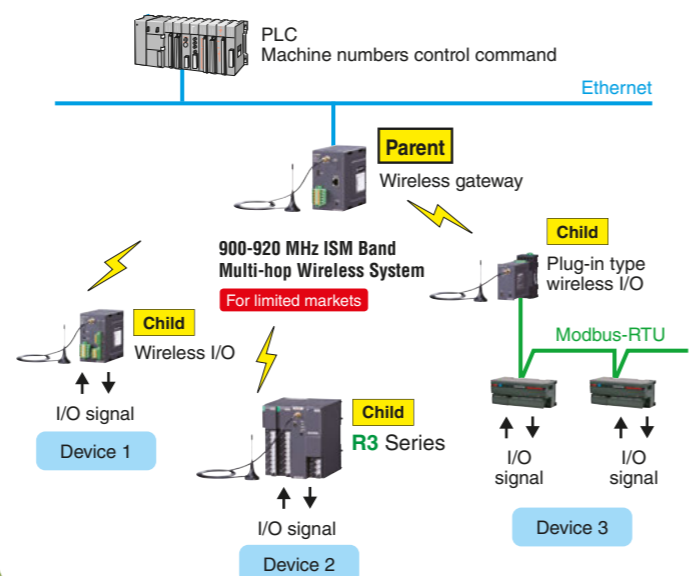 PLC
Machine numbers control command
Ethernet
Parent
Wireless gateway
900-920 MHz ISM Band
Multi-hop Wireless System
For limited markets
Child
Plug-in type
wireless I/O
Child
Wireless I/O
I/O signal
Device 1
Child
R3 Series
I/O signal
Device 2
Modbus-RTU
I/O
signal
I/O
signal
Device 3